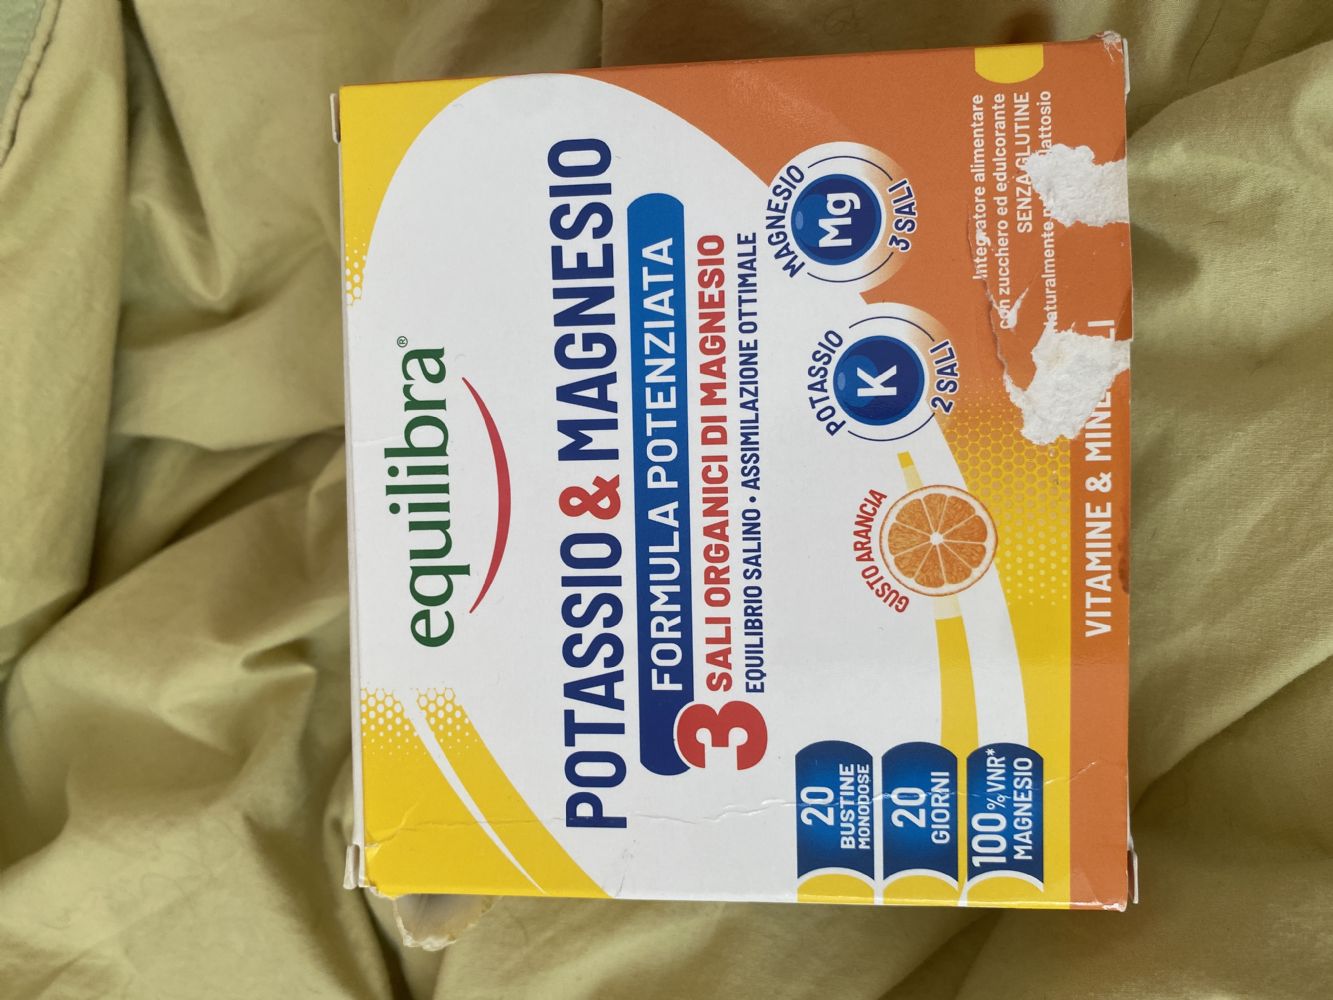 equilibra®
POTASSIO & MAGNESIO
FORMULA POTENZIATA
3 SALI ORGANICI DI MAGNESIO
EQUILIBRIO SALINO • ASSIMILAZIONE OTTIMALE
POTASSIO
K
2 SALI
MAGNESIO
Mg
3 SALI
GUSTO ARANCIA
20
BUSTINE
MONODOSE
20
GIORNI
100% VNR*
MAGNESIO
Integratore alimentare
con zucchero ed edulcorante
SENZA GLUTINE
VITAMINE &